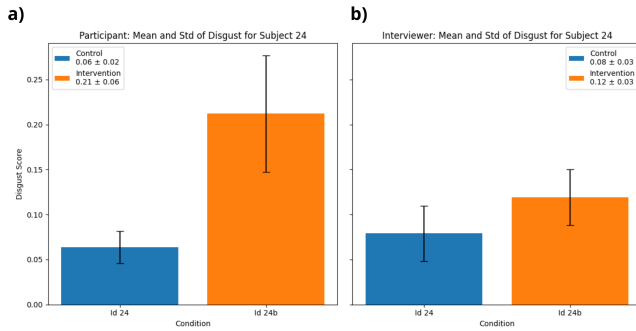 a)
Participant: Mean and Std of Disgust for Subject 24
Control
0.06 ± 0.02
Intervention
0.21 ± 0.06
Disgust Score
0.25
0.20
0.15
0.10
0.05
0.00
Id 24
Id 24b
Condition
b)
Interviewer: Mean and Std of Disgust for Subject 24
Control
0.08 ± 0.03
Intervention
0.12 ± 0.03
Id 24
Id 24b
Condition